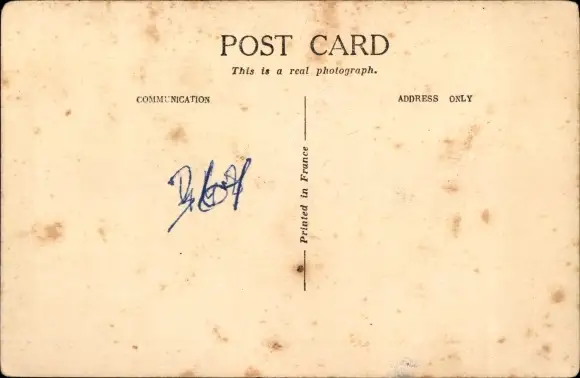 POST CARD
This is a real photograph.
COMMUNICATION
ADDRESS ONLY
Printed in France